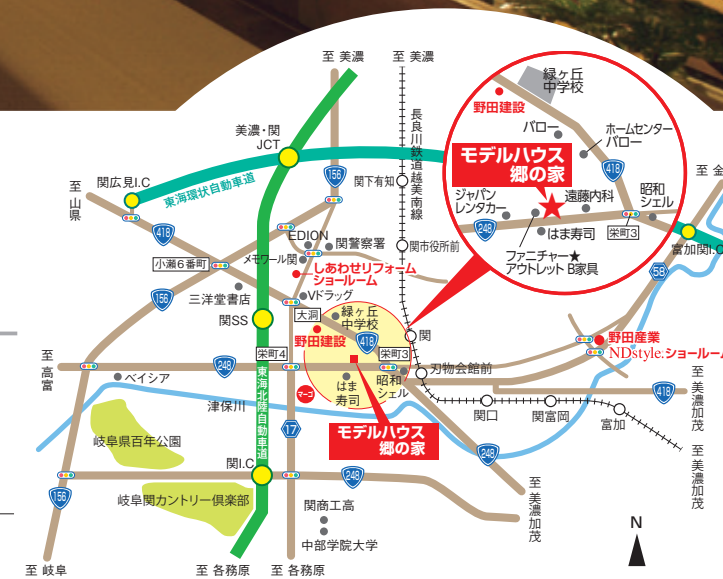 至 美濃
至 美濃
美濃・関
JCT
156
長良川鉄道越美南線
緑ヶ丘
中学校
野田建設
バロー
ホームセンター
バロー
モデルハウス
郷の家
418
ジャパン
レンタカー
遠藤内科
昭和
シェル
248
はま寿司
栄町3
ファニチャー★
アウトレット B家具
富加関I.C
至 山県
関広見I.C
東海環状自動車道
関下有知
418
EDION
関警察署
関市役所前
小瀬6番町
メモワール関
しあわせリフォーム
ショールーム
58
156
三洋堂書店
Vドラッグ
関SS
大洞
緑ヶ丘
中学校
関
野田建設
418
野田産業
NDstyle.ショールーム
至 高富
248
栄町4
栄町3
刃物会館前
ベイシア
はま
寿司
昭和
シェル
418
至 美濃加茂
津保川
東海北陸自動車道
マーゴ
関口
関富岡
富加
17
モデルハウス
郷の家
岐阜県百年公園
248
至 美濃加茂
関I.C
248
至 美濃加茂
156
岐阜関カントリー倶楽部
関商工高
中部学院大学
N
至 岐阜
至 各務原
至 各務原